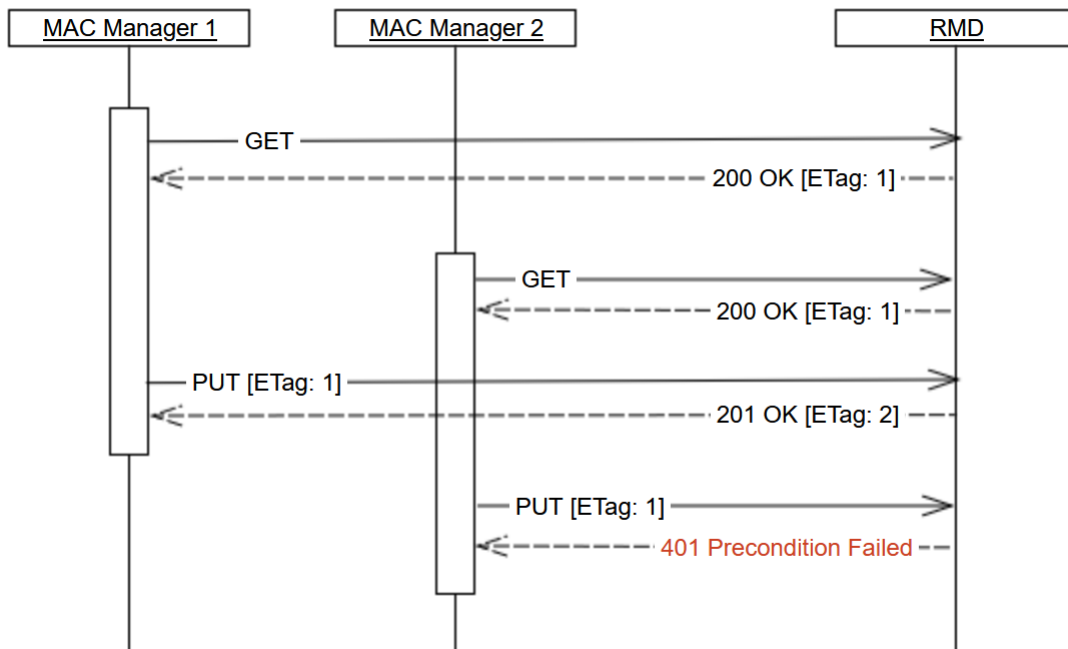 MAC Manager 1
MAC Manager 2
RMD
GET
200 OK [ETag: 1]
GET
200 OK [ETag: 1]
PUT [ETag: 1]
201 OK [ETag: 2]
PUT [ETag: 1]
401 Precondition Failed